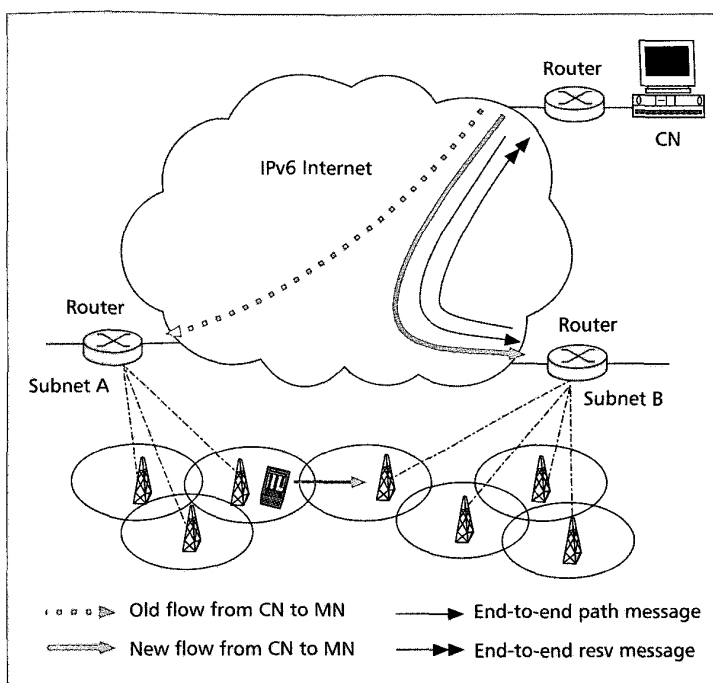 Router
CN
IPv6 Internet
Router
Subnet A
Router
Subnet B
Old flow from CN to MN
End-to-end path message
New flow from CN to MN
End-to-end resv message